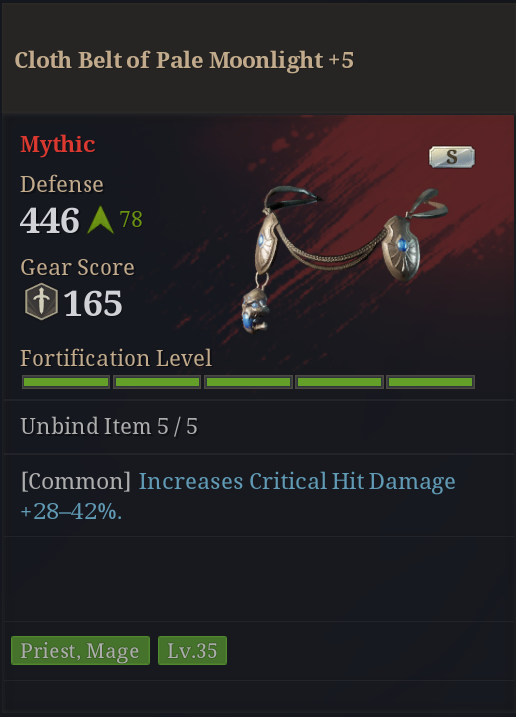 Cloth Belt of Pale Moonlight +5
Mythic
S
Defense
446 78
Gear Score
165
Fortification Level
Unbind Item 5 / 5
[Common] Increases Critical Hit Damage
+28–42%.
Priest, Mage Lv.35